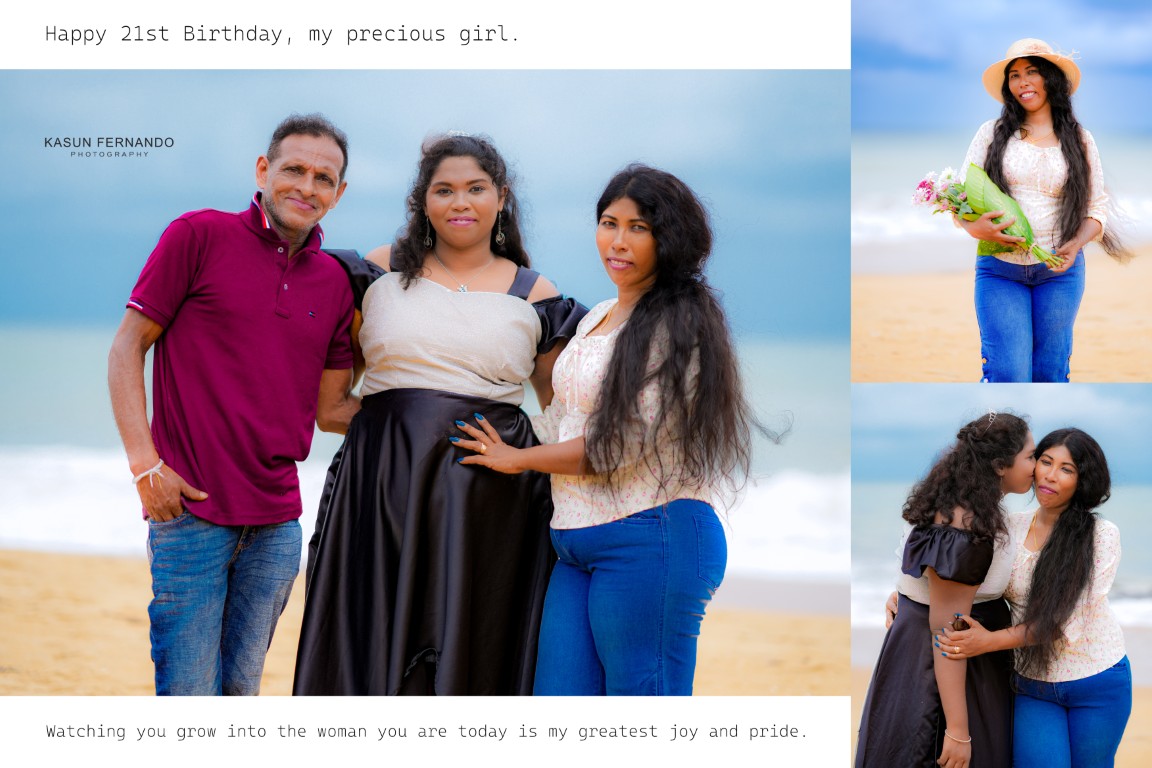 Happy 21st Birthday, my precious girl.
KASUN FERNANDO
PHOTOGRAPHY
Watching you grow into the woman you are today is my greatest joy and pride.